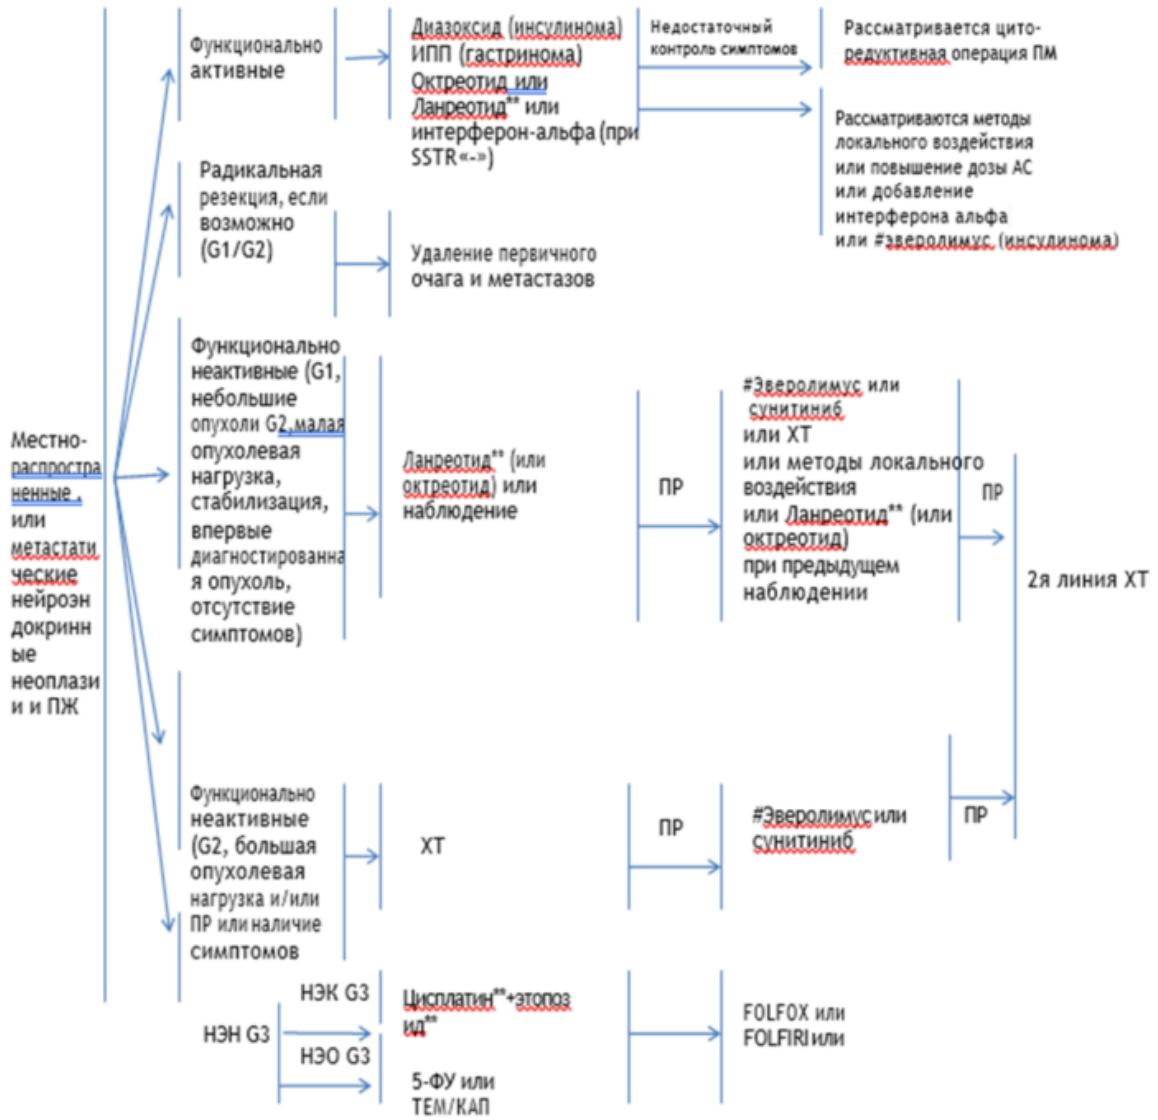 Местно-
распростра
ненные ,
или
метастати
ческие
нейроэн
докринн
ые
неоплази
и и ПЖ
Функционально
активные
Диазоксид (инсулинома)
ИПП (гастринома)
Октреотид или
Ланреотид** или
интерферон-альфа (при
SSTR«-»)
Недостаточный
контроль симптомов
Рассматривается цито-
редуктивная операция ПМ
Рассматриваются методы
локального воздействия
или повышение дозы АС
или добавление
интерферона альфа
или #эверолимус (инсулинома)
Радикальная
резекция, если
возможно
(G1/G2)
Удаление первичного
очага и метастазов
Функционально
неактивные (G1,
небольшие
опухоли G2,малая
опухолевая
нагрузка,
стабилизация,
впервые
диагностированна
я опухоль,
отсутствие
симптомов)
Ланреотид** (или
октреотид) или
наблюдение
ПР
#Эверолимус или
сунитиниб
или ХТ
или методы локального
воздействия
или Ланреотид** (или
октреотид)
при предыдущем
наблюдении
ПР
2я линия ХТ
Функционально
неактивные
(G2, большая
опухолевая
нагрузка и/или
ПР или наличие
симптомов
ХТ
ПР
#Эверолимус или
сунитиниб
ПР
НЭН G3
НЭК G3
Цисплатин**+этопоз
ид**
НЭО G3
5-ФУ или
ТЕМ/КАП
FOLFOX или
FOLFIRI или